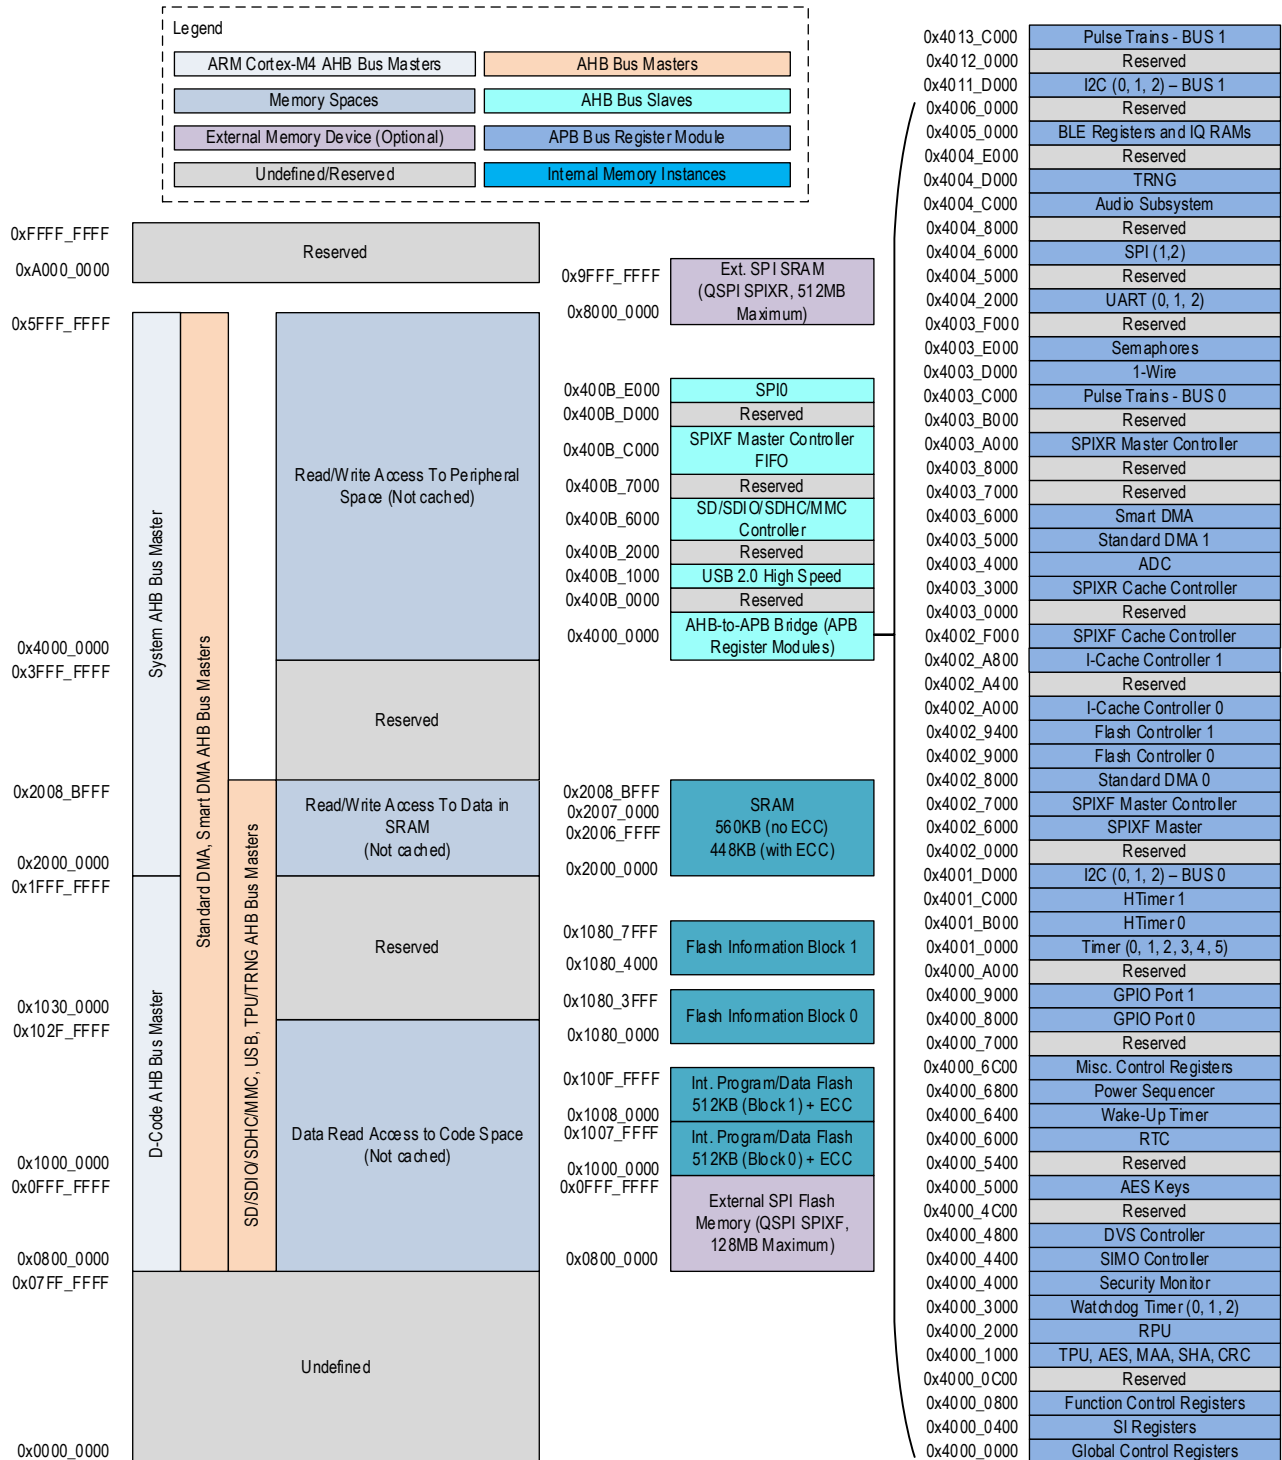 Legend
ARM Cortex-M4 AHB Bus Masters
AHB Bus Masters
Memory Spaces
AHB Bus Slaves
External Memory Device (Optional)
APB Bus Register Module
Undefined/Reserved
Internal Memory Instances
0xFFFF_FFFF
0xA000_0000
Reserved
0x5FFF_FFFF
0x4000_0000
0x3FFF_FFFF
0x2008_BFFF
0x2000_0000
0x1FFF_FFFF
0x1030_0000
0x102F_FFFF
0x1000_0000
0x0FFF_FFFF
0x0800_0000
0x07FF_FFFF
0x0000_0000
System AHB Bus Master
D-Code AHB Bus Master
Standard DMA, Smart DMA AHB Bus Masters
SD/SDIO/SDHC/MMC, USB, TPU/TRNG AHB Bus Masters
Read/Write Access To Peripheral
Space (Not cached)
Reserved
Read/Write Access To Data in
SRAM
(Not cached)
Reserved
Data Read Access to Code Space
(Not cached)
Undefined
0x9FFF_FFFF
0x8000_0000
Ext. SPI SRAM
(QSPI SPIXR, 512MB
Maximum)
0x400B_E000 SPI0
0x400B_D000 Reserved
0x400B_C000 SPIXF Master Controller
FIFO
0x400B_7000 Reserved
0x400B_6000 SD/SDIO/SDHC/MMC
Controller
0x400B_2000 Reserved
0x400B_1000 USB 2.0 High Speed
0x400B_0000 Reserved
0x4000_0000 AHB-to-APB Bridge (APB
Register Modules)
0x2008_BFFF
0x2007_0000
0x2006_FFFF
0x2000_0000
SRAM
560KB (no ECC)
448KB (with ECC)
0x1080_7FFF
0x1080_4000
Flash Information Block 1
0x1080_3FFF
0x1080_0000
Flash Information Block 0
0x100F_FFFF
0x1008_0000
Int. Program/Data Flash
512KB (Block 1) + ECC
0x1007_FFFF
0x1000_0000
Int. Program/Data Flash
512KB (Block 0) + ECC
0x0FFF_FFFF
0x0800_0000
External SPI Flash
Memory (QSPI SPIXF,
128MB Maximum)
0x4013_C000 Pulse Trains - BUS 1
0x4012_0000 Reserved
0x4011_D000 I2C (0, 1, 2) – BUS 1
0x4006_0000 Reserved
0x4005_0000 BLE Registers and IQ RAMs
0x4004_E000 Reserved
0x4004_D000 TRNG
0x4004_C000 Audio Subsystem
0x4004_8000 Reserved
0x4004_6000 SPI (1,2)
0x4004_5000 Reserved
0x4004_2000 UART (0, 1, 2)
0x4003_F000 Reserved
0x4003_E000 Semaphores
0x4003_D000 1-Wire
0x4003_C000 Pulse Trains - BUS 0
0x4003_B000 Reserved
0x4003_A000 SPIXR Master Controller
0x4003_8000 Reserved
0x4003_7000 Reserved
0x4003_6000 Smart DMA
0x4003_5000 Standard DMA 1
0x4003_4000 ADC
0x4003_3000 SPIXR Cache Controller
0x4003_0000 Reserved
0x4002_F000 SPIXF Cache Controller
0x4002_A800 I-Cache Controller 1
0x4002_A400 Reserved
0x4002_A000 I-Cache Controller 0
0x4002_9400 Flash Controller 1
0x4002_9000 Flash Controller 0
0x4002_8000 Standard DMA 0
0x4002_7000 SPIXF Master Controller
0x4002_6000 SPIXF Master
0x4002_0000 Reserved
0x4001_D000 I2C (0, 1, 2) – BUS 0
0x4001_C000 HTimer 1
0x4001_B000 HTimer 0
0x4001_0000 Timer (0, 1, 2, 3, 4, 5)
0x4000_A000 Reserved
0x4000_9000 GPIO Port 1
0x4000_8000 GPIO Port 0
0x4000_7000 Reserved
0x4000_6C00 Misc. Control Registers
0x4000_6800 Power Sequencer
0x4000_6400 Wake-Up Timer
0x4000_6000 RTC
0x4000_5400 Reserved
0x4000_5000 AES Keys
0x4000_4C00 Reserved
0x4000_4800 DVS Controller
0x4000_4400 SIMO Controller
0x4000_4000 Security Monitor
0x4000_3000 Watchdog Timer (0, 1, 2)
0x4000_2000 RPU
0x4000_1000 TPU, AES, MAA, SHA, CRC
0x4000_0C00 Reserved
0x4000_0800 Function Control Registers
0x4000_0400 SI Registers
0x4000_0000 Global Control Registers